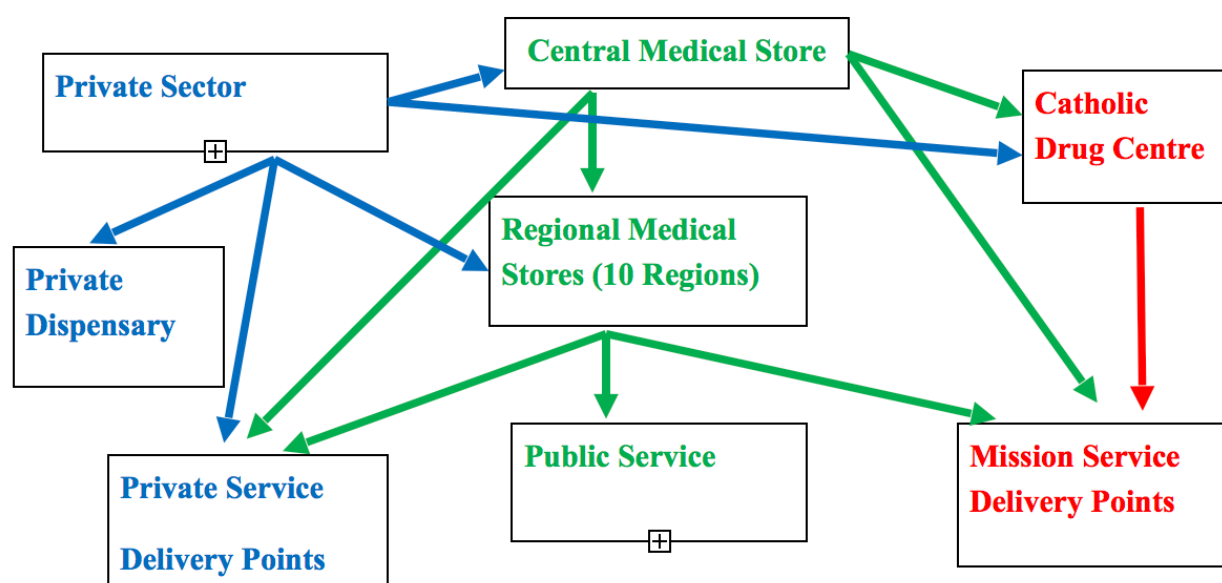 Central Medical Store
Private Sector
Catholic
Drug Centre
Regional Medical
Stores (10 Regions)
Private
Dispensary
Public Service
Mission Service
Delivery Points
Private Service
Delivery Points